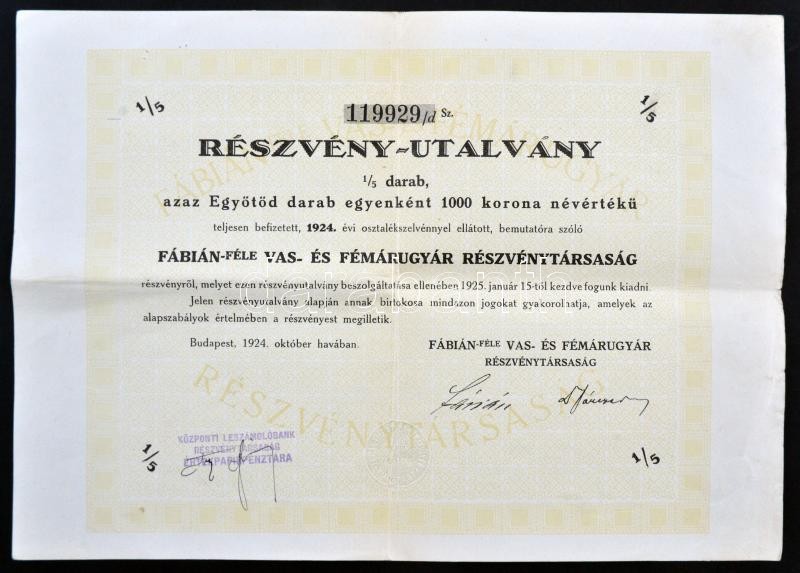 1/5
119929/d Sz.
1/5
RÉSZVÉNY-UTALVÁNY
1/5 darab,
azaz Egyötöd darab egyenként 1000 korona névértékű
teljesen befizetett, 1924. évi osztalékszelvénnyel ellátott, bemutatóra szóló
FÁBIÁN-FÉLE VAS- ÉS FÉMÁRUGYÁR RÉSZVÉNYTÁRSASÁG
részvényről, melyet ezen részvényutalvány beszolgáltatása ellenében 1925. január 15-től kezdve fogunk kiadni.
Jelen részvényutalvány alapján annak birtokosa mindazon jogokat gyakorolhatja, amelyek az
alapszabályok értelmében a részvényest megilletik.
Budapest, 1924. október havában.
FÁBIÁN-FÉLE VAS- ÉS FÉMÁRUGYÁR
RÉSZVÉNYTÁRSASÁG
Fábián
RÉSZVÉNYTÁRSASÁG
KÖZPONTI LESZÁMOLÓBANK
RÉSZVÉNYTÁRSASÁG
ÉRTÉKPAPIRPÉNZTÁRA
1/5
1/5